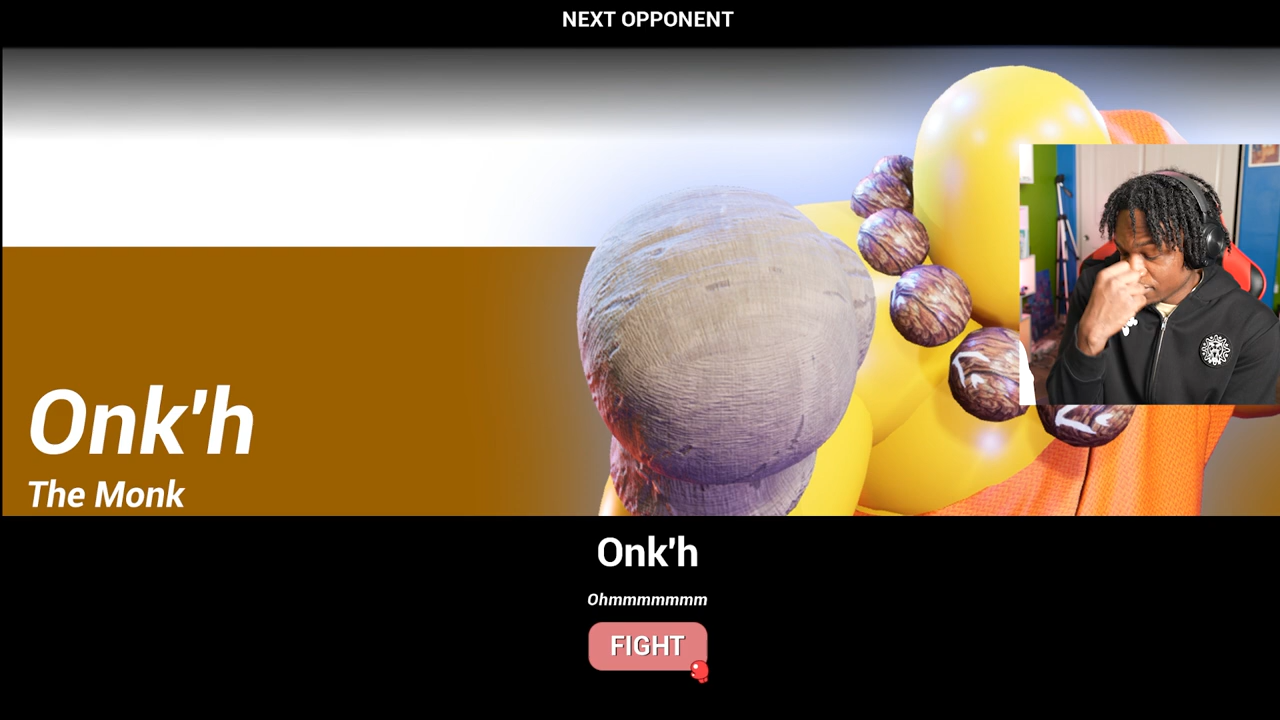 NEXT OPPONENT
Onk'h
The Monk
Onk'h
Ohmmmmmmm
FIGHT